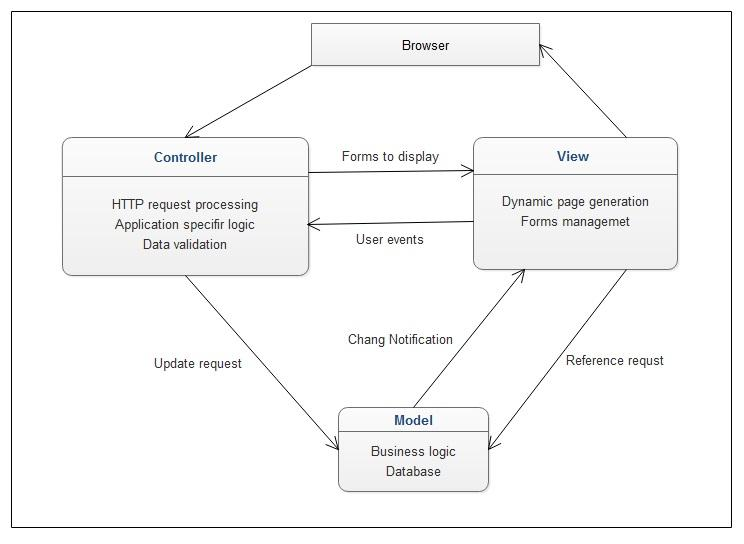 Browser
Controller
HTTP request processing
Application specifir logic
Data validation
Forms to display
User events
View
Dynamic page generation
Forms managemet
Update request
Chang Notification
Reference requst
Model
Business logic
Database